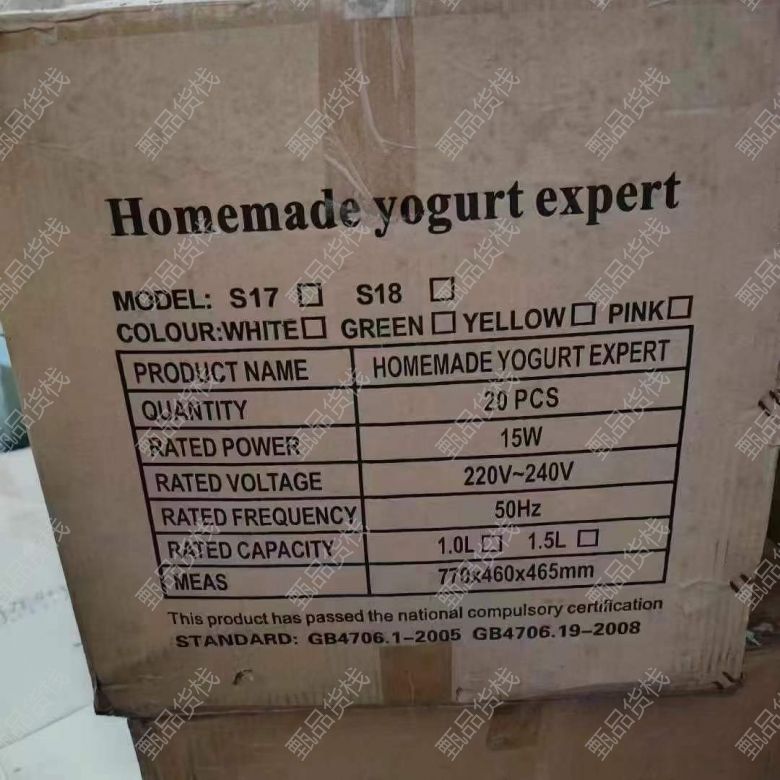 Homemade yogurt expert
MODEL: S17 □ S18 □
COLOUR:WHITE□ GREEN□ YELLOW□ PINK□
PRODUCT NAME HOMEMADE YOGURT EXPERT
QUANTITY 20 PCS
RATED POWER 15W
RATED VOLTAGE 220V~240V
RATED FREQUENCY 50Hz
RATED CAPACITY 1.0L□ 1.5L□
MEAS 770x460x465mm
This product has passed the national compulsory certification
STANDARD: GB4706.1-2005 GB4706.19-2008
甄品货栈